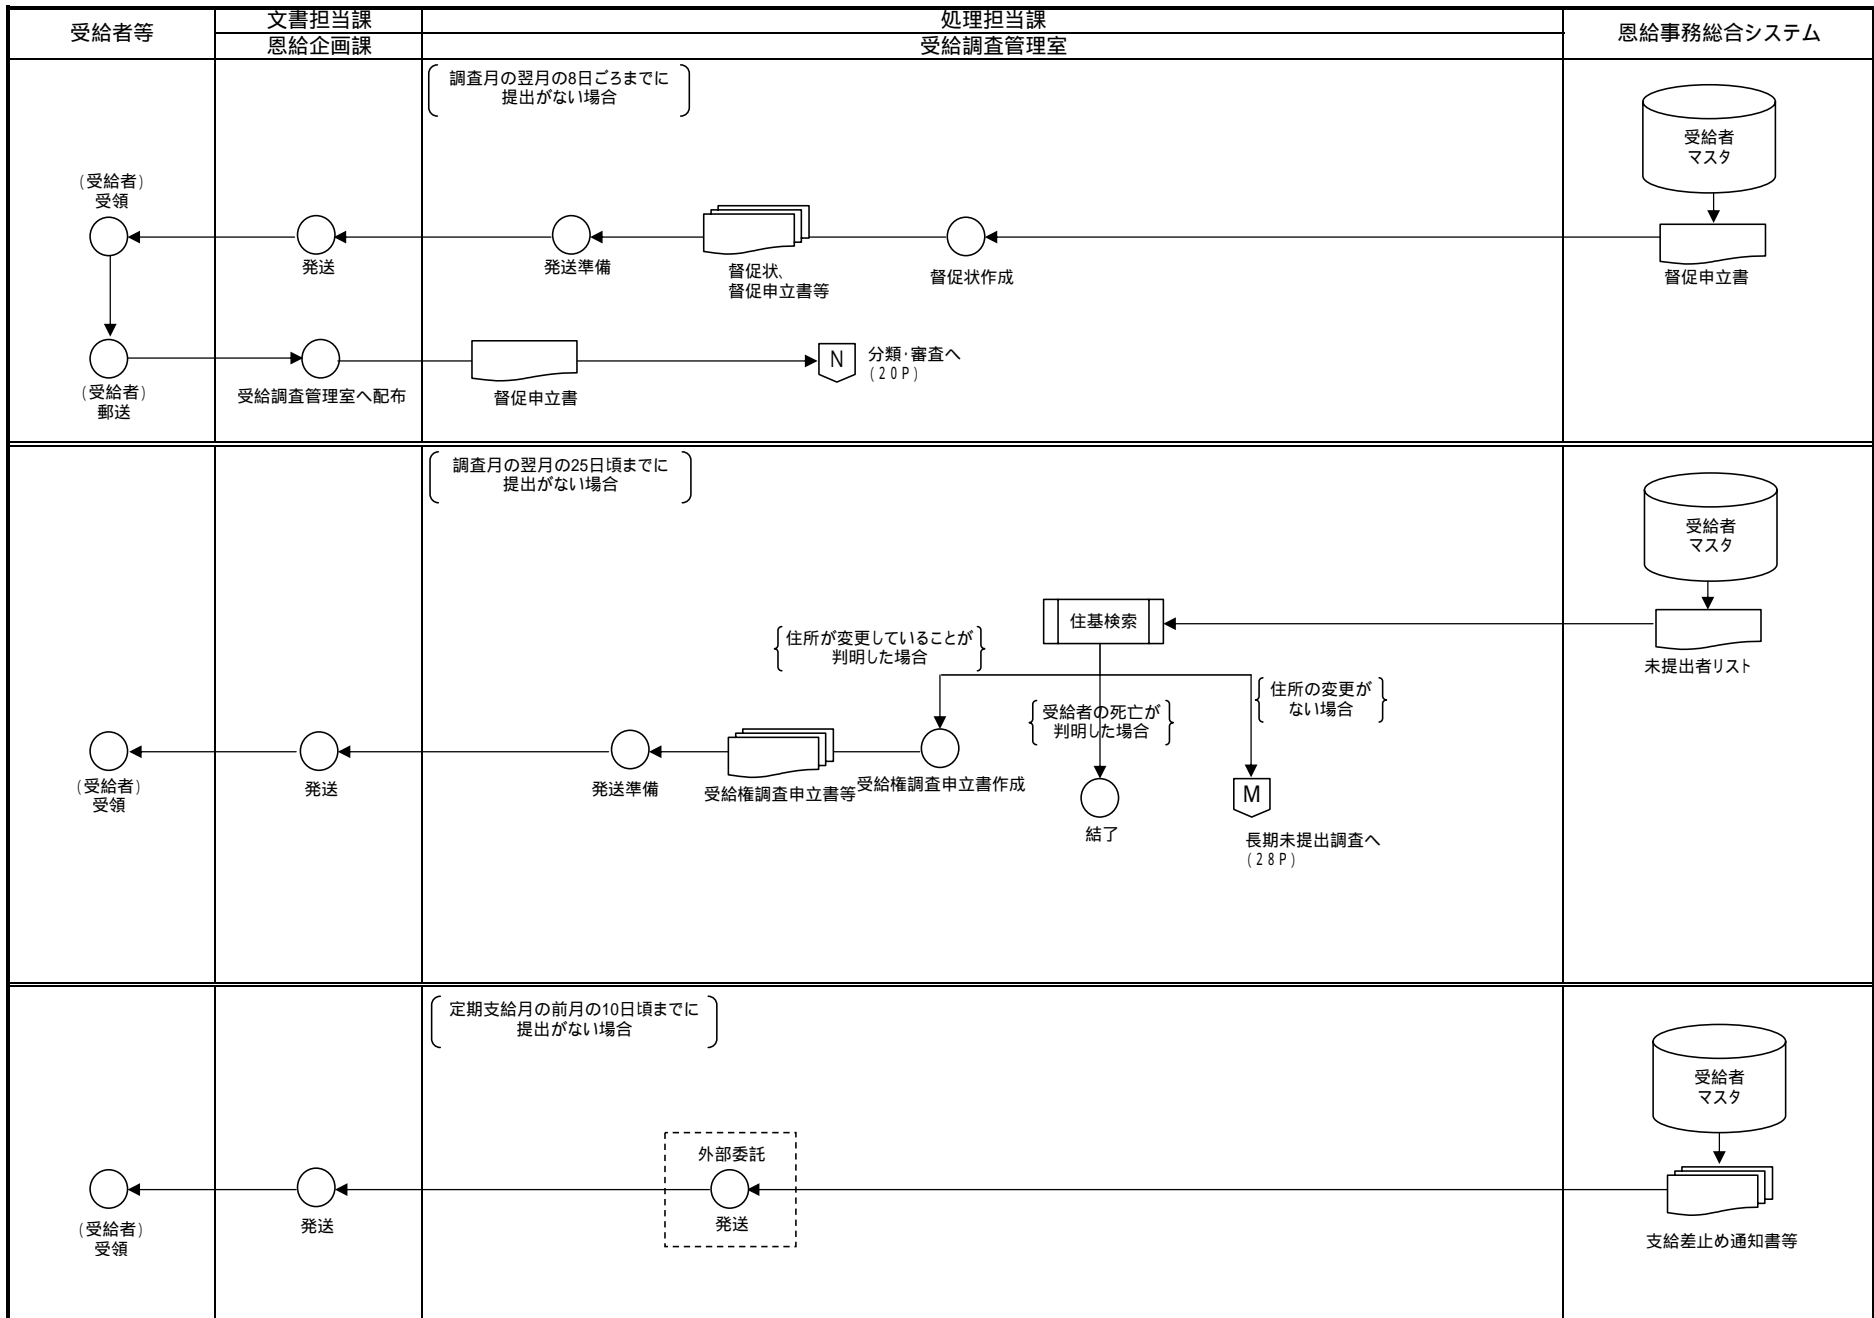 受給者等
文書担当課
恩給企画課
処理担当課
受給調査管理室
恩給事務総合システム
調査月の翌月の8日ごろまでに
提出がない場合
受給者
マスタ
(受給者)
受領
発送
発送準備
督促状、
督促申立書等
督促状作成
督促申立書
(受給者)
郵送
受給調査管理室へ配布
督促申立書
N
分類・審査へ
(20P)
調査月の翌月の25日頃までに
提出がない場合
受給者
マスタ
住基検索
未提出者リスト
住所が変更していることが
判明した場合
受給者の死亡が
判明した場合
住所の変更が
ない場合
(受給者)
受領
発送
発送準備
受給権調査申立書等
受給権調査申立書作成
結了
M
長期未提出調査へ
(28P)
定期支給月の前月の10日頃までに
提出がない場合
受給者
マスタ
外部委託
(受給者)
受領
発送
発送
支給差止め通知書等